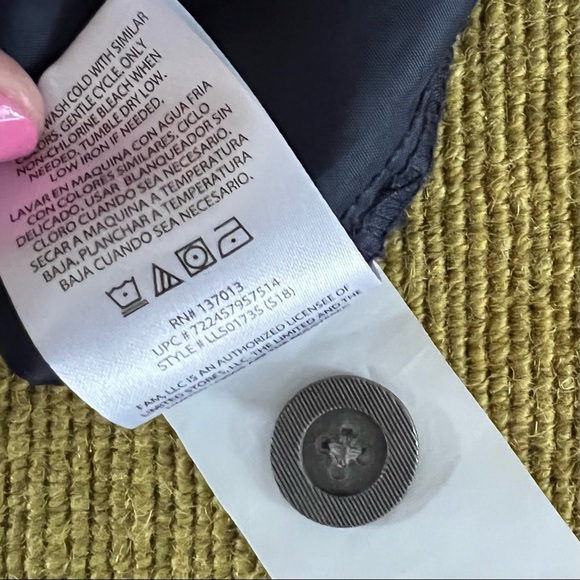 WASH COLD WITH SIMILAR
COLORS, GENTLE CYCLE. ONLY
NON-CHLORINE BLEACH WHEN
NEEDED. TUMBLE DRY LOW.
LOW IRON IF NEEDED.
LAVAR EN MAQUINA CON AGUA FRIA
CON COLORES SIMILARES, CICLO
DELICADO. USAR BLANQUEADOR SIN
CLORO CUANDO SEA NECESARIO.
SECAR A MAQUINA A TEMPERATURA
BAJA. PLANCHAR A TEMPERATURA
BAJA CUANDO SEA NECESARIO.
RN# 137013
UPC # 722457957514
STYLE # LLS01735 (S18)
FAM, LLC IS AN AUTHORIZED LICENSEE OF
LIMITED STORES, LLC. THE LIMITED AND THE